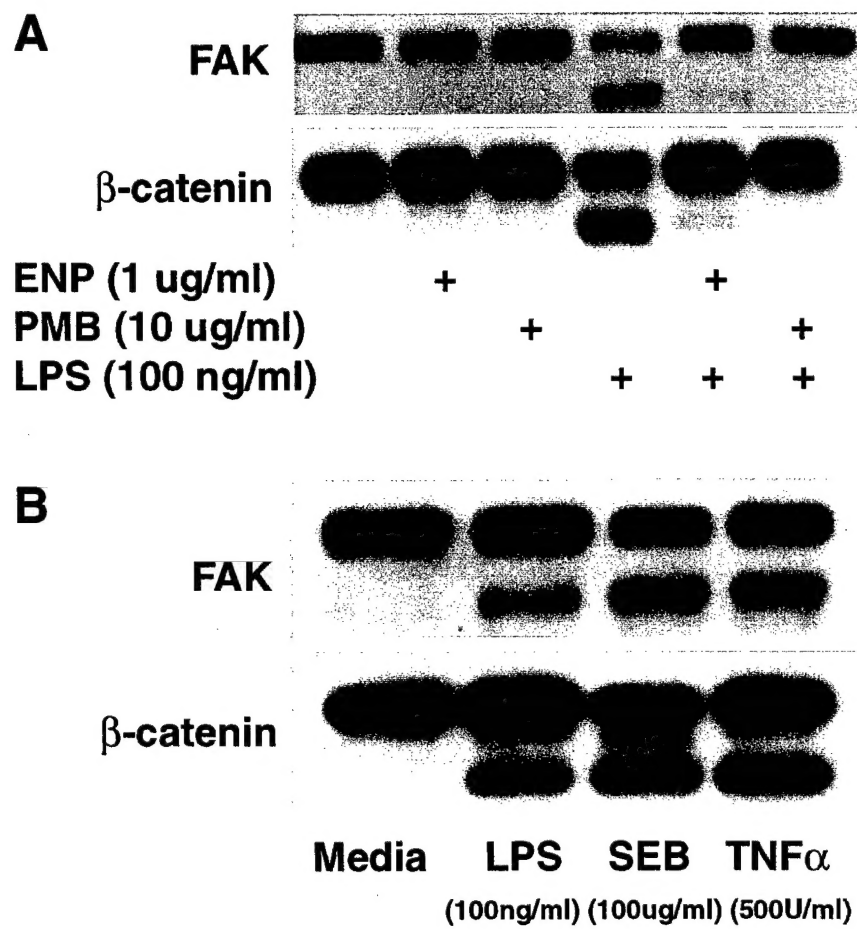 A
FAK
β-catenin
ENP (1 ug/ml) + +
PMB (10 ug/ml) + +
LPS (100 ng/ml) + + +
B
FAK
β-catenin
Media LPS SEB TNFα
(100ng/ml) (100ug/ml) (500U/ml)